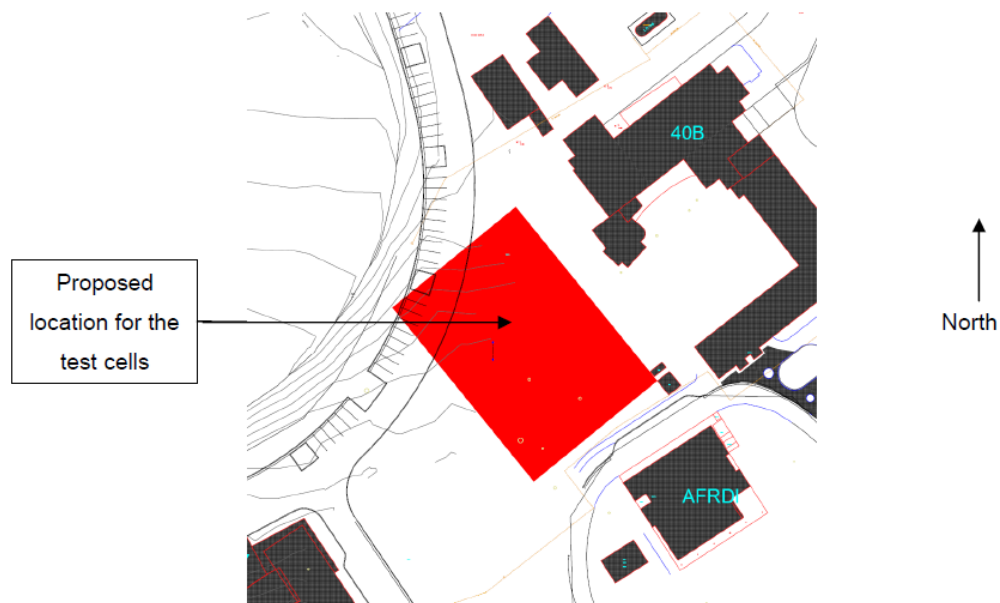 40B
Proposed
location for the
test cells
North
AFRDI